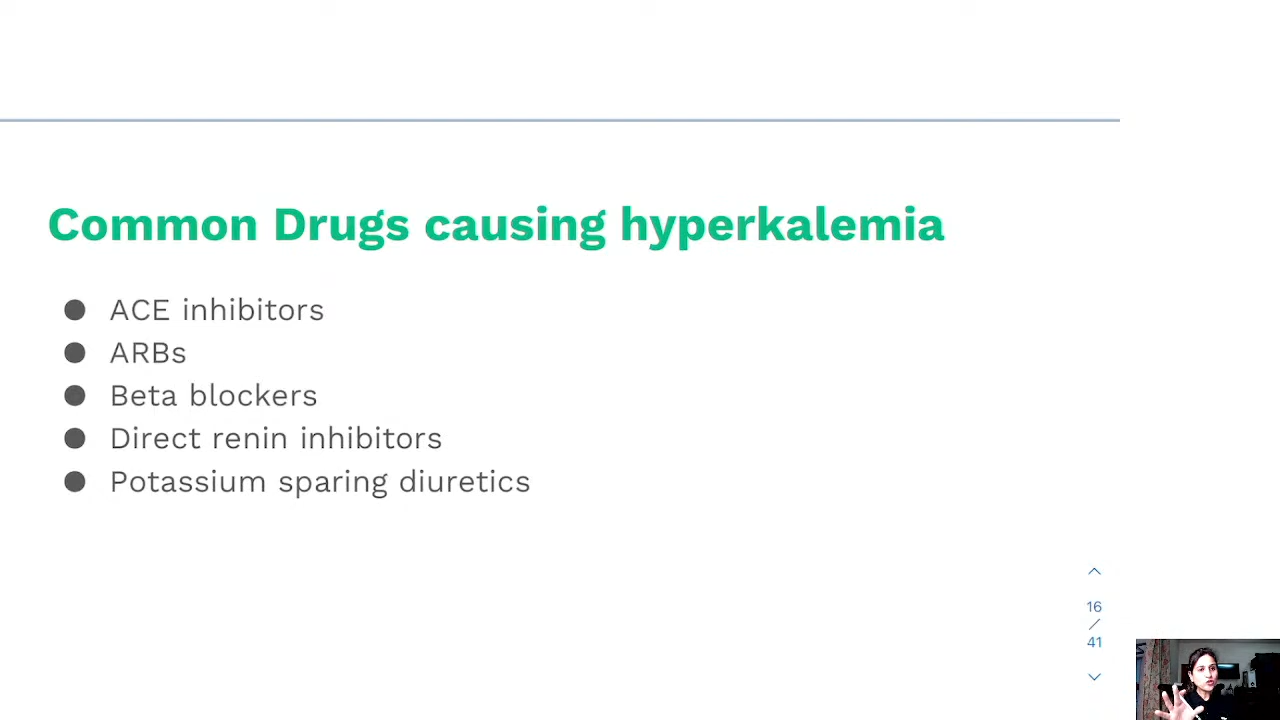 Common Drugs causing hyperkalemia
● ACE inhibitors
● ARBs
● Beta blockers
● Direct renin inhibitors
● Potassium sparing diuretics
16
/
41